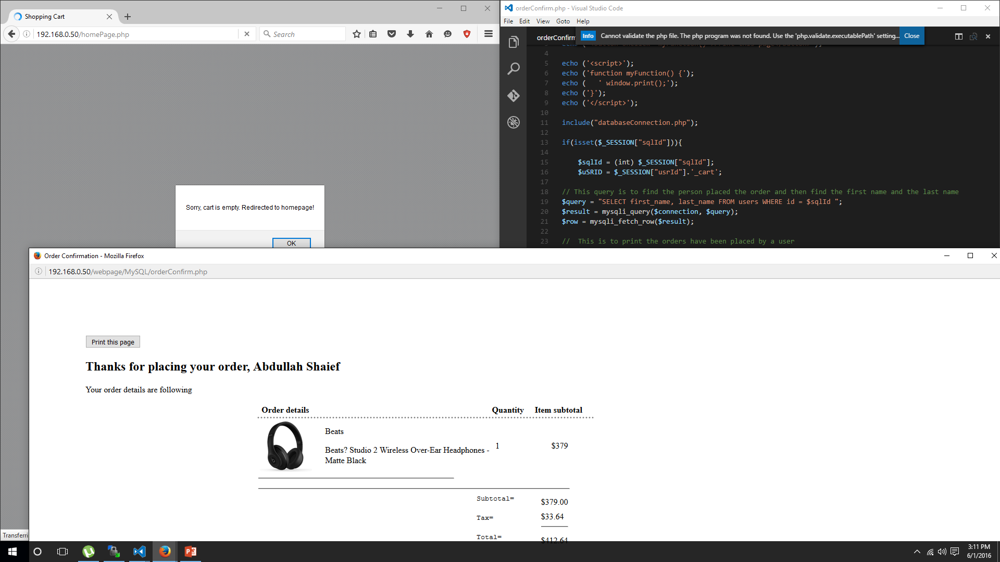 Shopping Cart
192.168.0.50/homePage.php
Search
Sorry, cart is empty. Redirected to homepage!
OK
Transferri
orderConfirm.php - Visual Studio Code
File Edit View Goto Help
orderConfirm
Info Cannot validate the php file. The php program was not found. Use the 'php.validate.executablePath' setting... Close
4
5 echo ('<script>');
6 echo ('function myFunction() {');
7 echo (   ' window.print();');
8 echo ('}');
9 echo ('</script>');
10
11 include("databaseConnection.php");
12
13 if(isset($_SESSION["sqlId"])){
14
15     $sqlId = (int) $_SESSION["sqlId"];
16     $uSRID = $_SESSION["usrId"].'_cart';
17
18 // This query is to find the person placed the order and then find the first name and the last name
19 $query = "SELECT first_name, last_name FROM users WHERE id = $sqlId ";
20 $result = mysqli_query($connection, $query);
21 $row = mysqli_fetch_row($result);
22
23 //  This is to print the orders have been placed by a user
Order Confirmation - Mozilla Firefox
192.168.0.50/webpage/MySQL/orderConfirm.php
Print this page
Thanks for placing your order, Abdullah Shaief
Your order details are following
Order details Quantity Item subtotal
Beats
Beats? Studio 2 Wireless Over-Ear Headphones -
Matte Black
1 $379
Subtotal= $379.00
Tax= $33.64
Total= $412.64
3:11 PM
6/1/2016